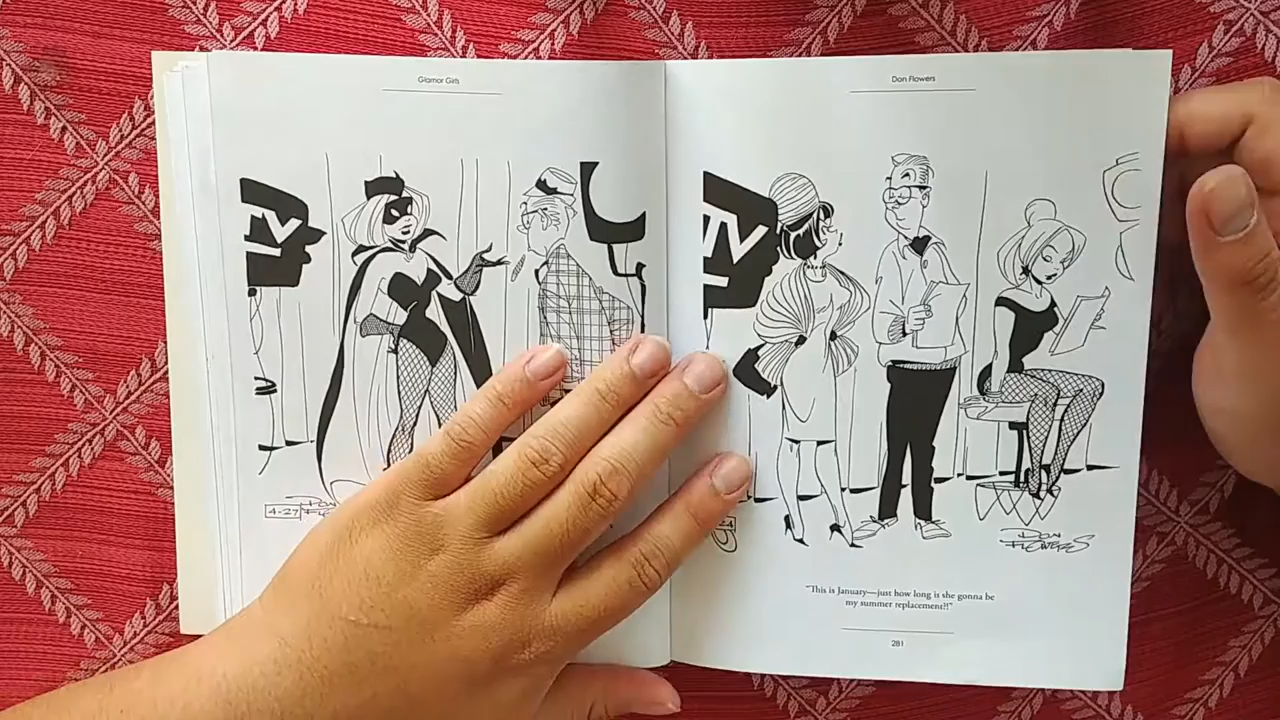 Glamor Girls
TV
4-27
Don Flowers
TV
DON
FLOWERS
"This is January—just how long is she gonna be
my summer replacement?!"
281